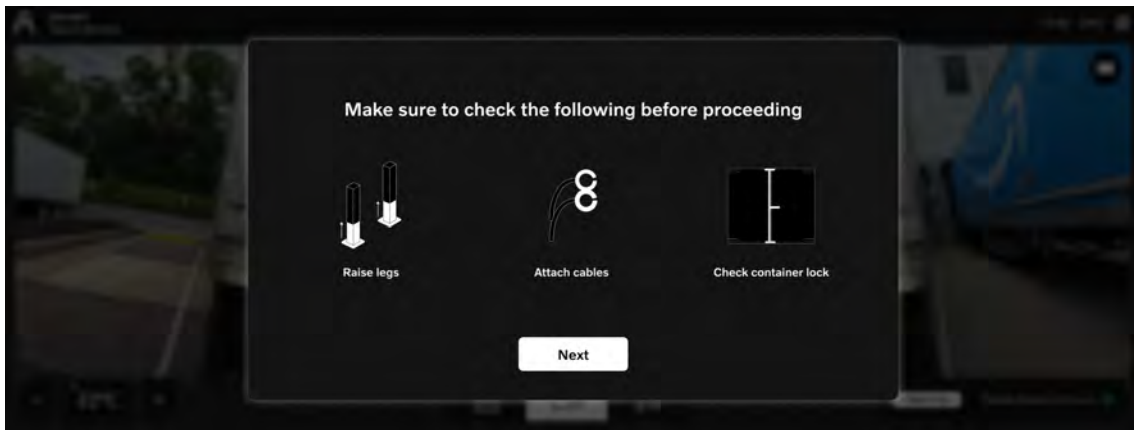 Make sure to check the following before proceeding
Raise legs
Attach cables
Check container lock
Next